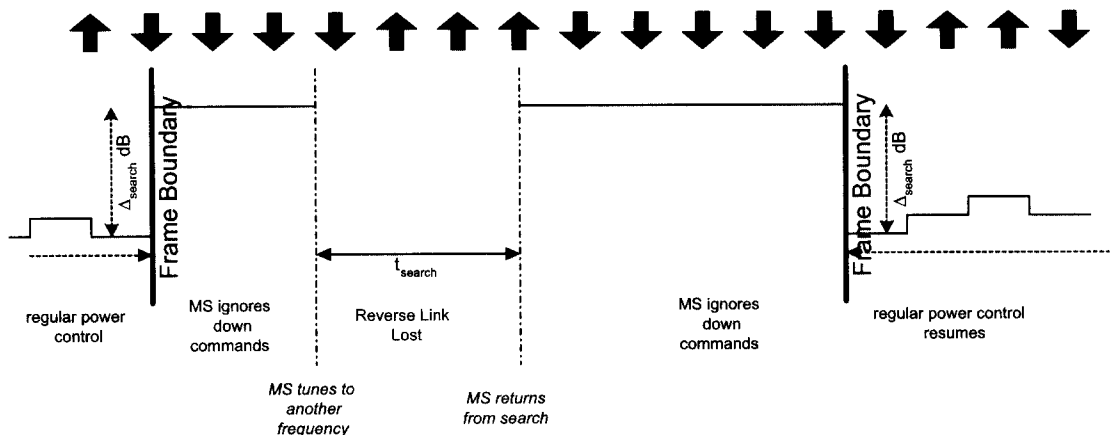 Δsearch dB
Frame Boundary
Δsearch dB
Frame Boundary
tsearch
regular power
control
MS ignores
down
commands
Reverse Link
Lost
MS ignores
down
commands
regular power control
resumes
MS tunes to
another
frequency
MS returns
from search